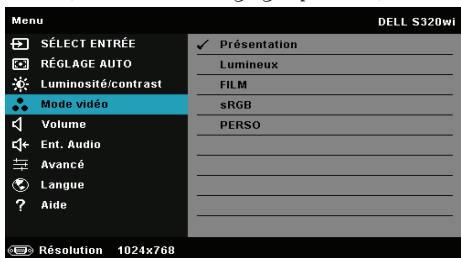 Menu DELL S320wi
SÉLECT ENTRÉE ✓ Présentation
RÉGLAGE AUTO Lumineux
Luminosité/contrast FILM
Mode vidéo sRGB
Volume PERSO
Ent. Audio
Avancé
Langue
? Aide
Résolution 1024x768